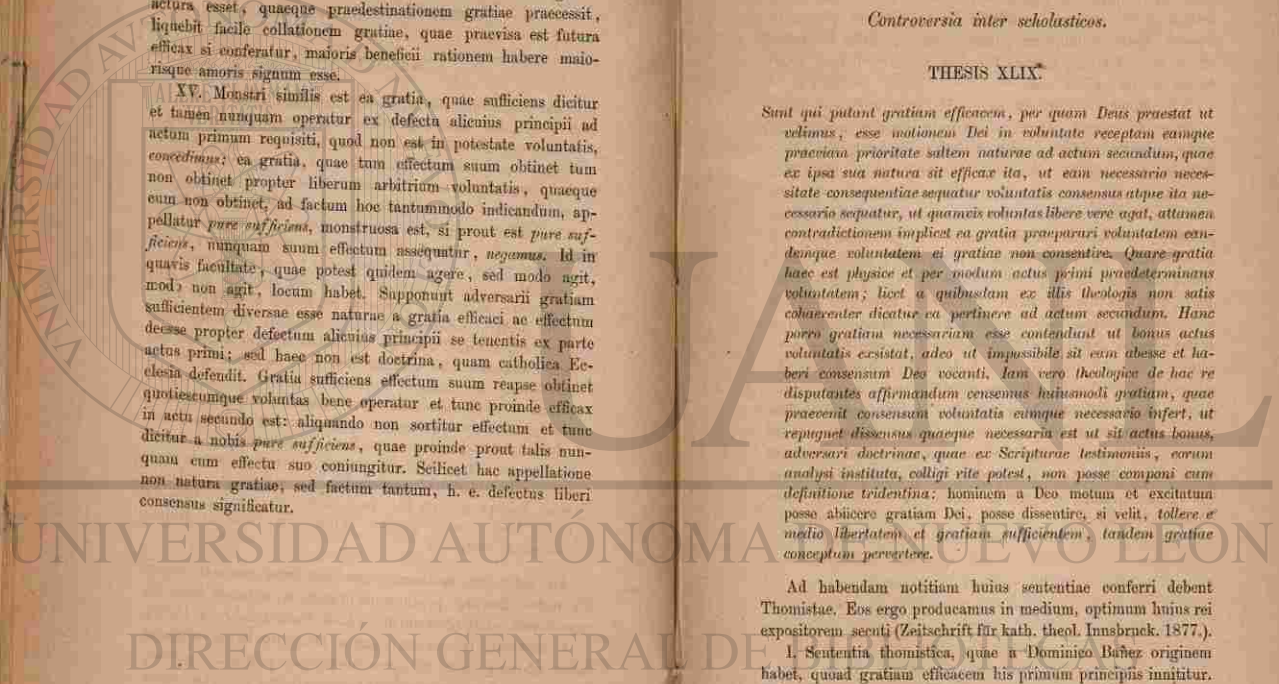 actura esset, quaeque praedestinationem gratiae praecessit,
liquebit facile collationem gratiae, quae praevisa est futura
efficax si conferatur, maioris beneficii rationem habere maio-
risque amoris signum esse.
XV. Monstri similis est ea gratia, quae sufficiens dicitur
et tamen nunquam operatur ex defectu alicuius principii ad
actum primum requisiti, quod non est in potestate voluntatis,
concedimus; ea gratia, quae tum effectum suum obtinet tum
non obtinet propter liberum arbitrium voluntatis, quaeque
cum non obtinet, ad factum hoc tantummodo indicandum, ap-
pellatur pure sufficiens, monstruosa est, si prout est pure suf-
ficiens, nunquam suum effectum assequatur, negamus. Id in
quavis facultate, quae potest quidem agere, sed modo agit,
modo non agit, locum habet. Supponunt adversarii gratiam
sufficientem diversae esse naturae a gratia efficaci ac effectum
deesse propter defectum alicuius principii se tenentis ex parte
actus primi; sed haec non est doctrina, quam catholica Ec-
clesia defendit. Gratia sufficiens effectum suum reapse obtinet
quotiescumque voluntas bene operatur et tunc proinde efficax
in actu secundo est: aliquando non sortitur effectum et tunc
dicitur a nobis pure sufficiens, quae proinde prout talis nun-
quam cum effectu suo coniungitur. Scilicet hac appellatione
non natura gratiae, sed factum tantum, h. e. defectus liberi
consensus significatur.
Controversia inter scholasticos.
THESIS XLIX.
Sunt qui putant gratiam efficacem, per quam Deus praestat ut
velimus, esse motionem Dei in voluntate receptam eamque
praeviam prioritate saltem naturae ad actum secundum, quae
ex ipsa sua natura sit efficax ita, ut eam necessario neces-
sitate consequentiae sequatur voluntatis consensus atque ita ne-
cessario sequatur, ut quamvis voluntas libere vere agat, attamen
contradictionem implicet ea gratia praeparari voluntatem ean-
demque voluntatem ei gratiae non consentire. Quare gratia
haec est physice et per modum actus primi praedeterminans
voluntatem; licet a quibusdam ex illis theologis non satis
cohaerenter dicatur ea pertinere ad actum secundum. Hanc
porro gratiam necessariam esse contendunt ut bonus actus
voluntatis exsistat, adeo ut impossibile sit eam abesse et ha-
beri consensum Deo vocanti. Iam vero theologice de hac re
disputantes affirmandum censemus huiusmodi gratiam, quae
praevenit consensum voluntatis eumque necessario infert, ut
repugnet dissensus quaeque necessaria est ut sit actus bonus,
adversari doctrinae, quae ex Scripturae testimoniis, eorum
analysi instituta, colligi rite potest, non posse componi cum
definitione tridentina: hominem a Deo motum et excitatum
posse abiicere gratiam Dei, posse dissentire, si velit, tollere e
medio libertatem et gratiam sufficientem, tandem gratiae
conceptum pervertere.
Ad habendam notitiam huius sententiae conferri debent
Thomistae. Eos ergo producamus in medium, optimum huius rei
expositorem secuti (Zeitschrift für kath. theol. Innsbruck. 1877.).
I. Sententia thomistica, quae a Dominico Bañez originem
habet, quoad gratiam efficacem his primum principiis innititur.
UANL
UNIVERSIDAD AUTÓNOMA DE NUEVO LEÓN
DIRECCIÓN GENERAL DE BIBLIOTECAS